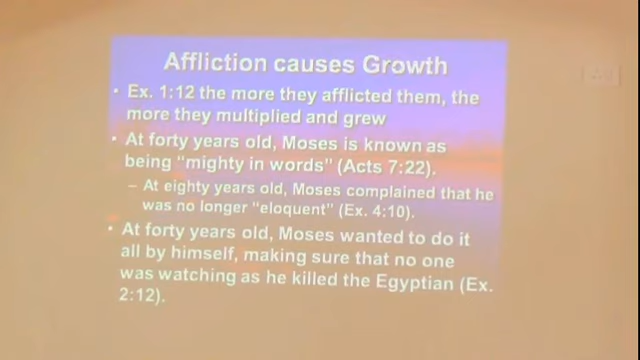 Affliction causes Growth
• Ex. 1:12 the more they afflicted them, the
more they multiplied and grew
• At forty years old, Moses is known as
being "mighty in words" (Acts 7:22).
– At eighty years old, Moses complained that he
was no longer "eloquent" (Ex. 4:10).
• At forty years old, Moses wanted to do it
all by himself, making sure that no one
was watching as he killed the Egyptian (Ex.
2:12).